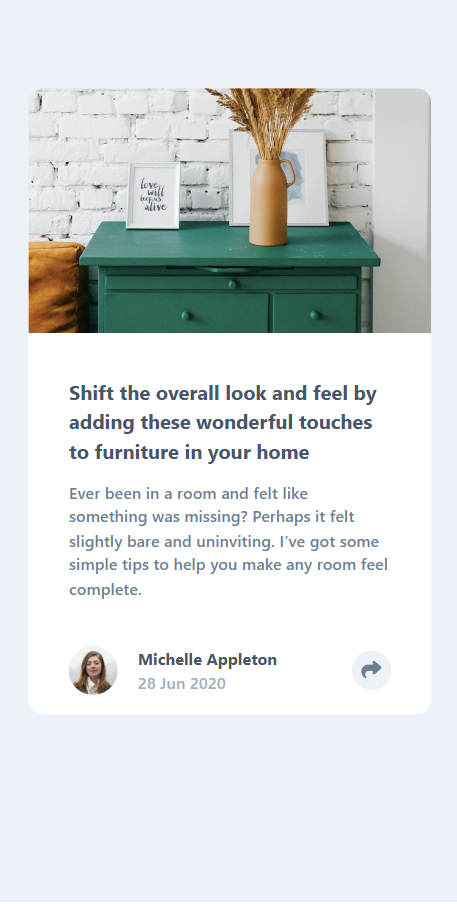 love
will
keep us
alive
Shift the overall look and feel by
adding these wonderful touches
to furniture in your home
Ever been in a room and felt like
something was missing? Perhaps it felt
slightly bare and uninviting. I’ve got some
simple tips to help you make any room feel
complete.
Michelle Appleton
28 Jun 2020